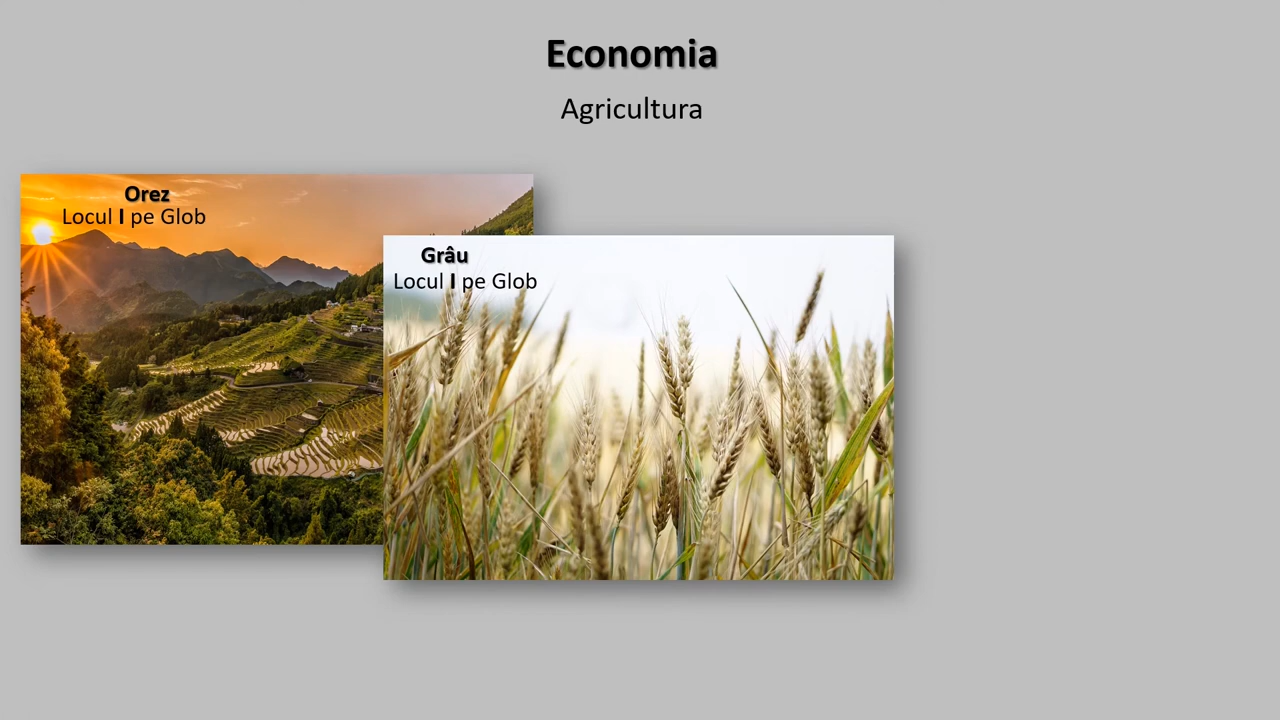 Economia
Agricultura
Orez
Locul I pe Glob
Grâu
Locul I pe Glob